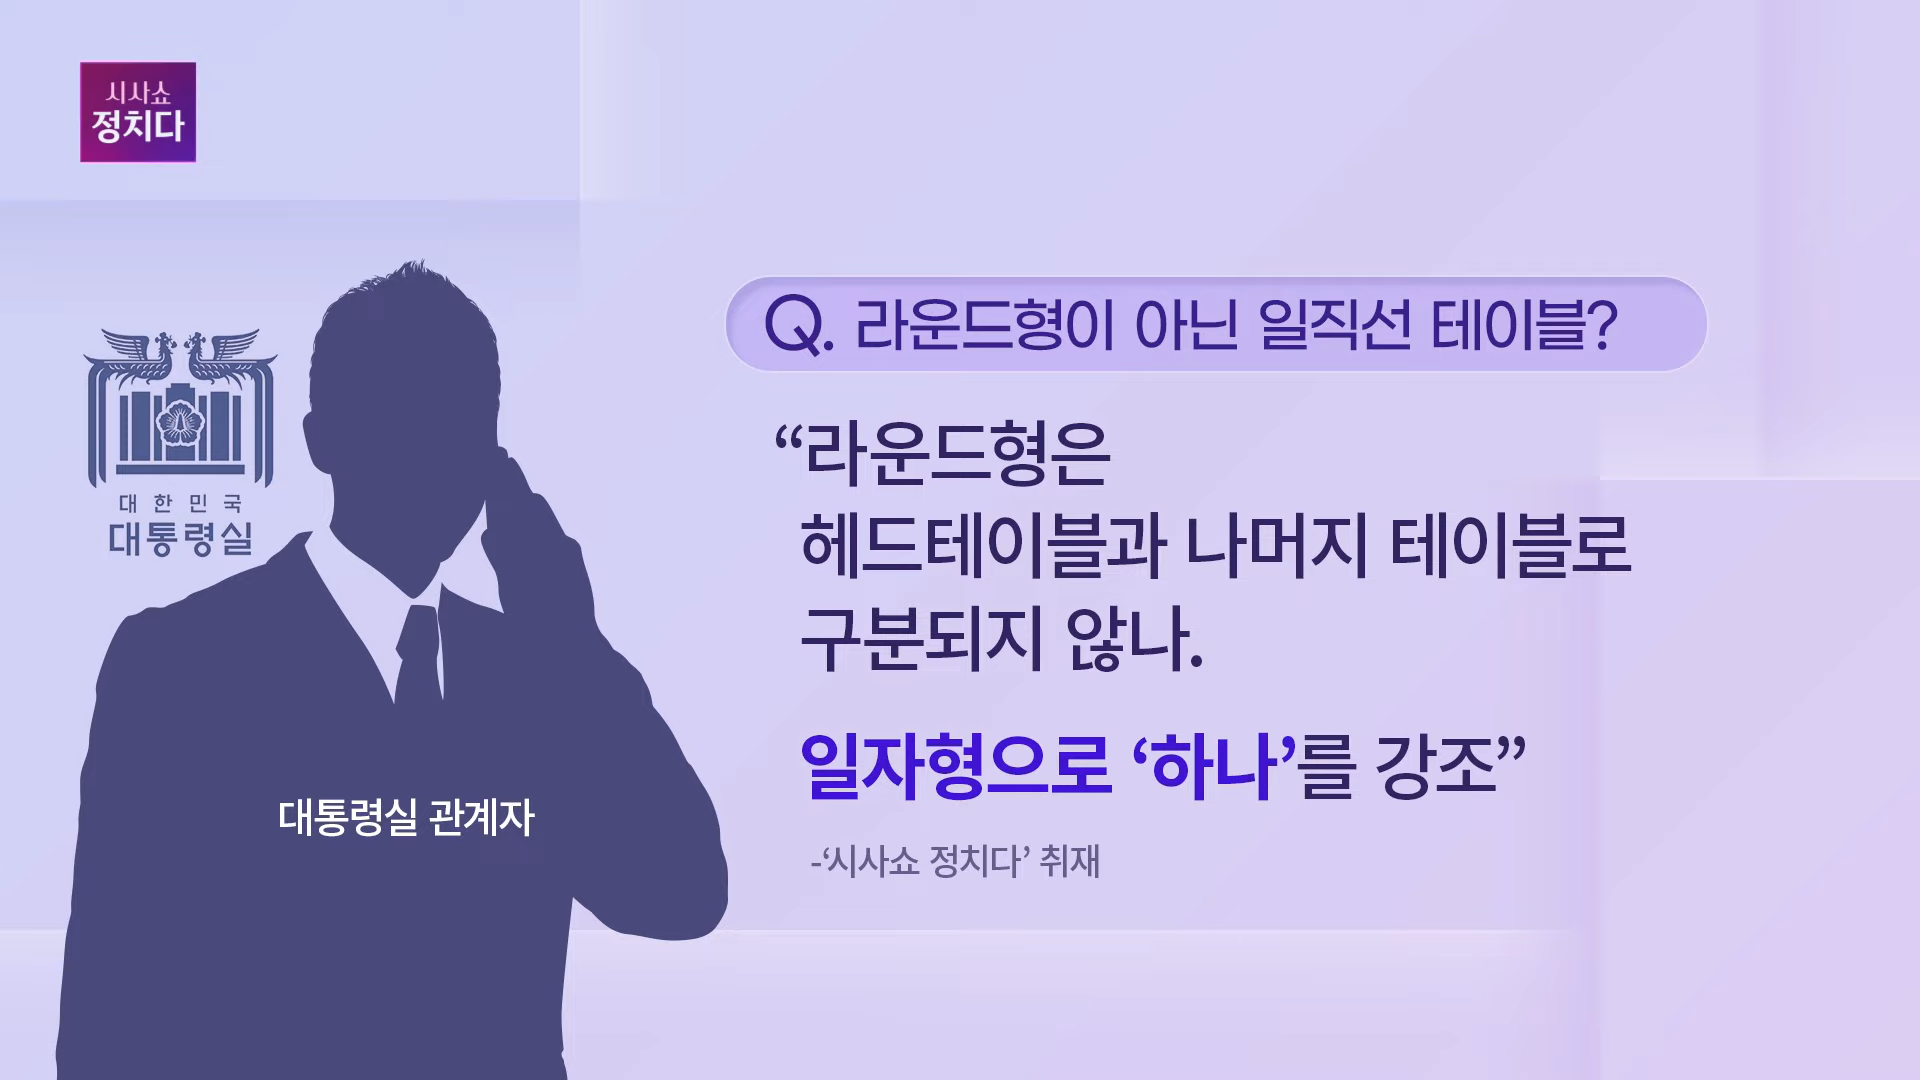 시사쇼
정치다
대한민국
대통령실
대통령실 관계자
Q. 라운드형이 아닌 일직선 테이블?
“라운드형은
헤드테이블과 나머지 테이블로
구분되지 않나.
일자형으로 ‘하나’를 강조”
-‘시사쇼 정치다’ 취재